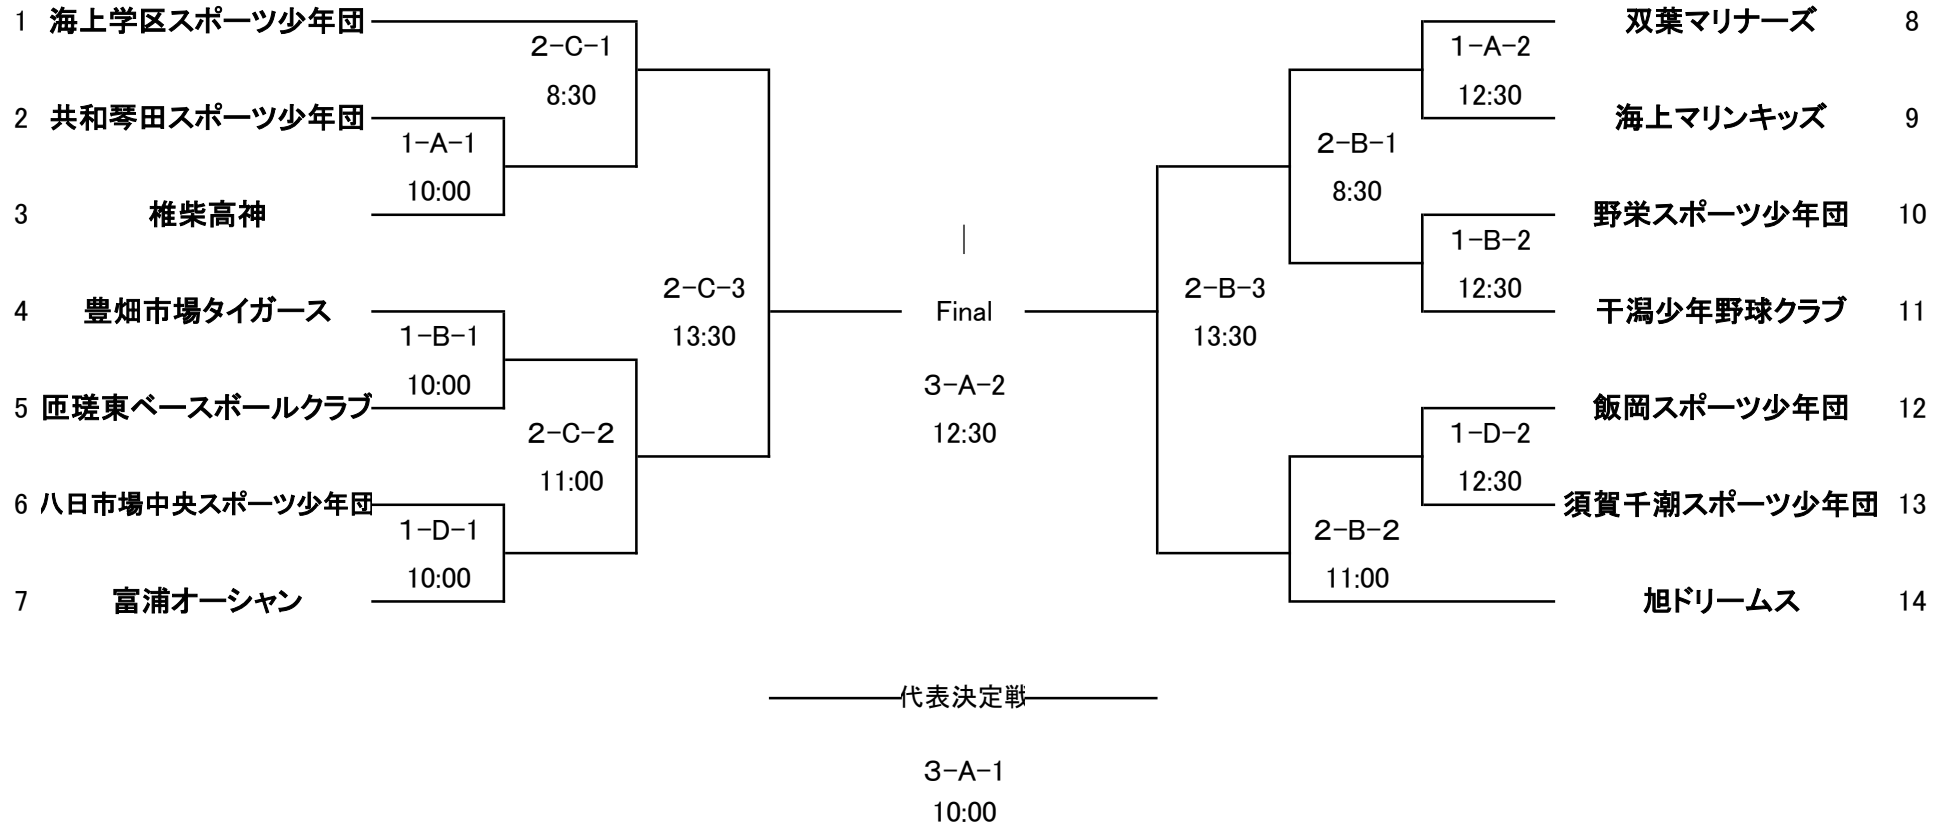 1 海上学区スポーツ少年団
2-C-1
8:30
2 共和琴田スポーツ少年団
1-A-1
10:00
3 椎柴高神
2-C-3
13:30
4 豊畑市場タイガース
1-B-1
10:00
5 匝瑳東ベースボールクラブ
2-C-2
11:00
6 八日市場中央スポーツ少年団
1-D-1
10:00
7 富浦オーシャン
|
Final
3-A-2
12:30
双葉マリナーズ 8
1-A-2
12:30
海上マリンキッズ 9
2-B-1
8:30
野栄スポーツ少年団 10
1-B-2
12:30
干潟少年野球クラブ 11
2-B-3
13:30
飯岡スポーツ少年団 12
1-D-2
12:30
須賀千潮スポーツ少年団 13
2-B-2
11:00
旭ドリームス 14
代表決定戦
3-A-1
10:00